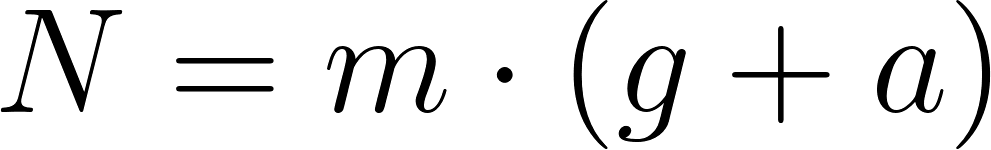 N = m · (g + a)